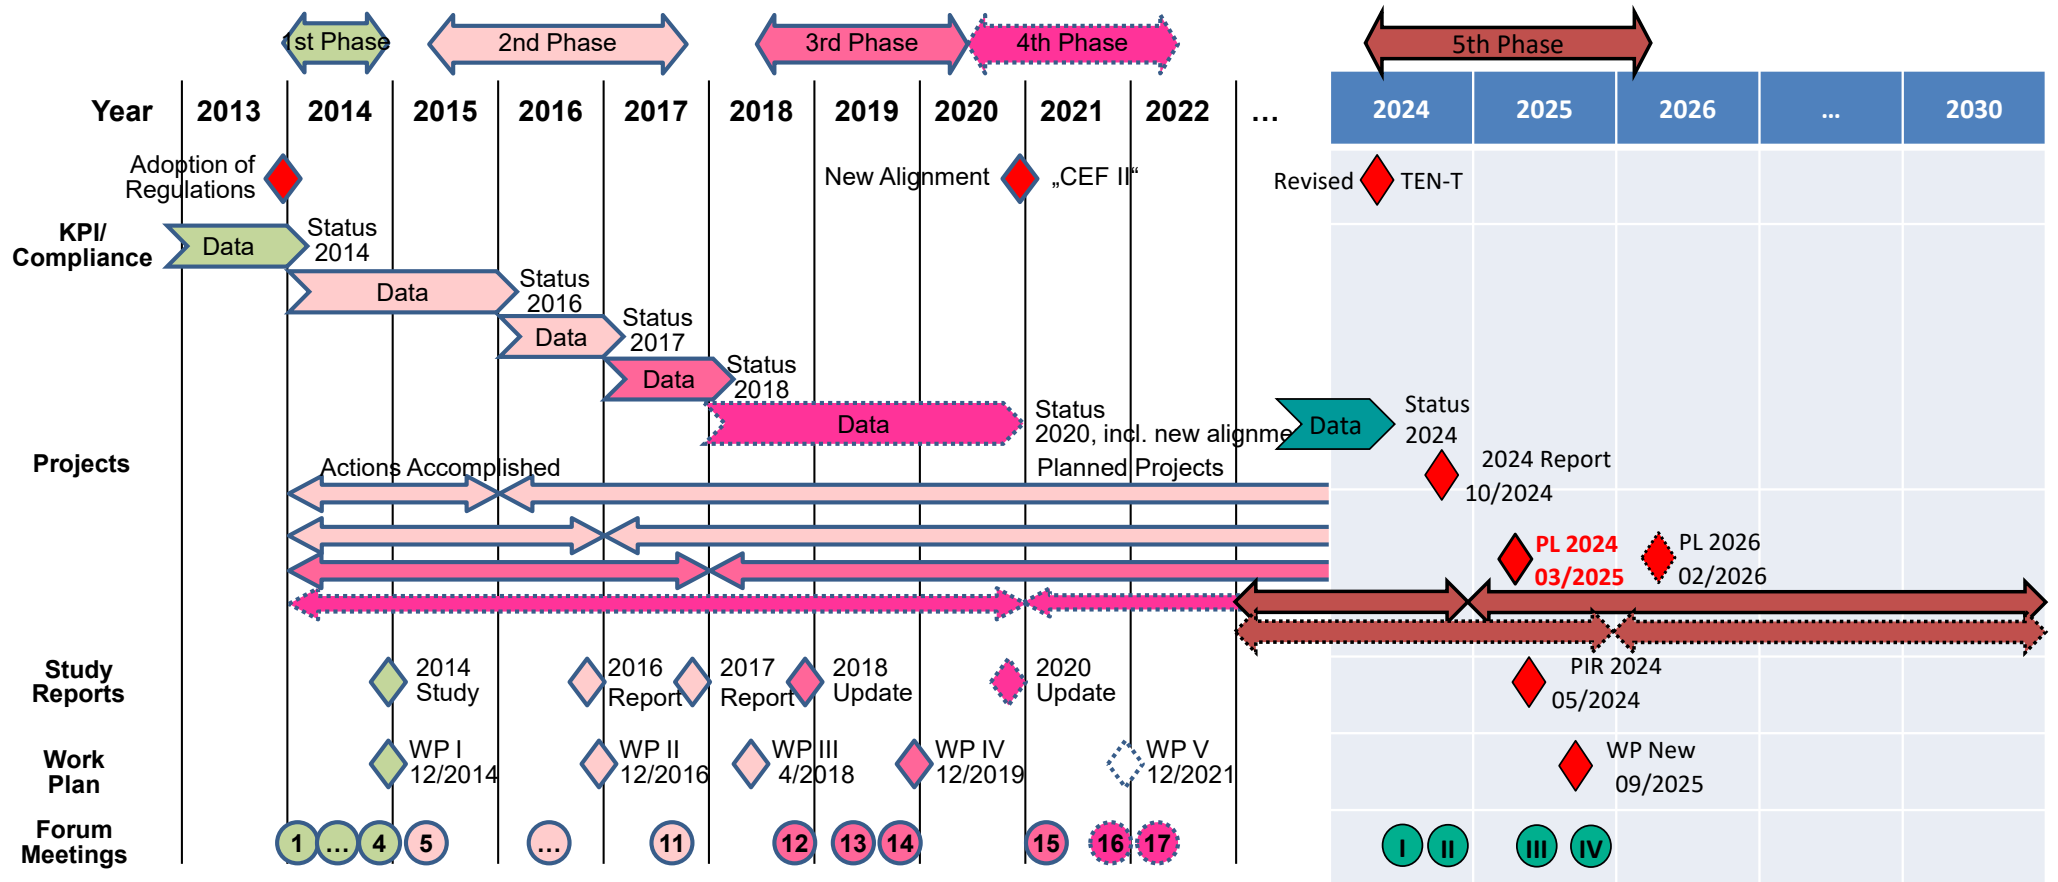 1st Phase
2nd Phase
3rd Phase
4th Phase
5th Phase
Year
2013
2014
2015
2016
2017
2018
2019
2020
2021
2022
...
2024
2025
2026
...
2030
Adoption of
Regulations
New Alignment
„CEF II“
Revised
TEN-T
KPI/
Compliance
Data
Status
2014
Data
Status
2016
Data
Status
2017
Data
Status
2018
Data
Status
2020, incl. new alignme
Data
Status
2024
Projects
Actions Accomplished
Planned Projects
2024 Report
10/2024
PL 2024
03/2025
PL 2026
02/2026
Study
Reports
2014
Study
2016
Report
2017
Report
2018
Update
2020
Update
PIR 2024
05/2024
Work
Plan
WP I
12/2014
WP II
12/2016
WP III
4/2018
WP IV
12/2019
WP V
12/2021
WP New
09/2025
Forum
Meetings
1
...
4
5
...
11
12
13
14
15
16
17
I
II
III
IV